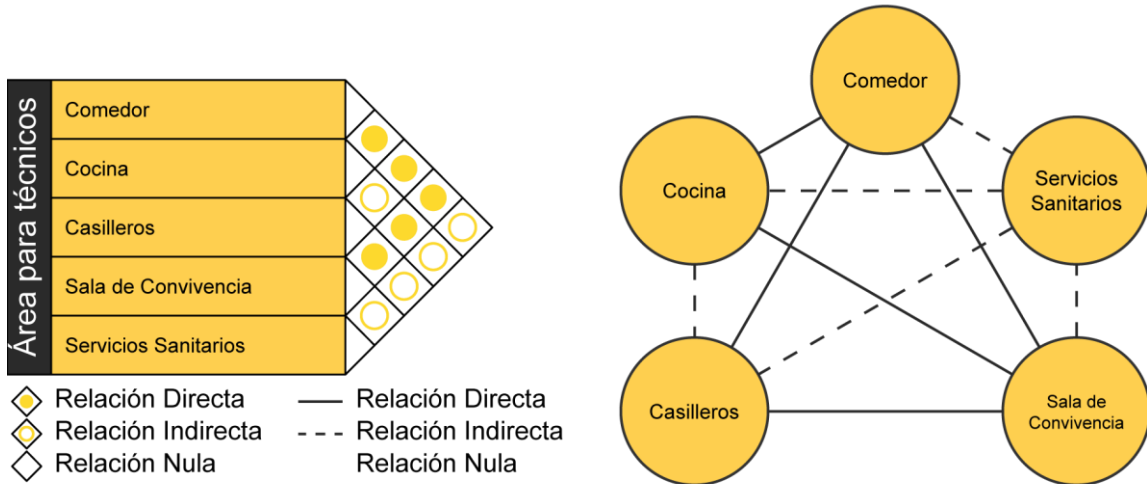 Área para técnicos
Comedor
Cocina
Casilleros
Sala de Convivencia
Servicios Sanitarios
Relación Directa
Relación Indirecta
Relación Nula
Relación Directa
Relación Indirecta
Relación Nula
Comedor
Cocina
Servicios
Sanitarios
Casilleros
Sala de
Convivencia